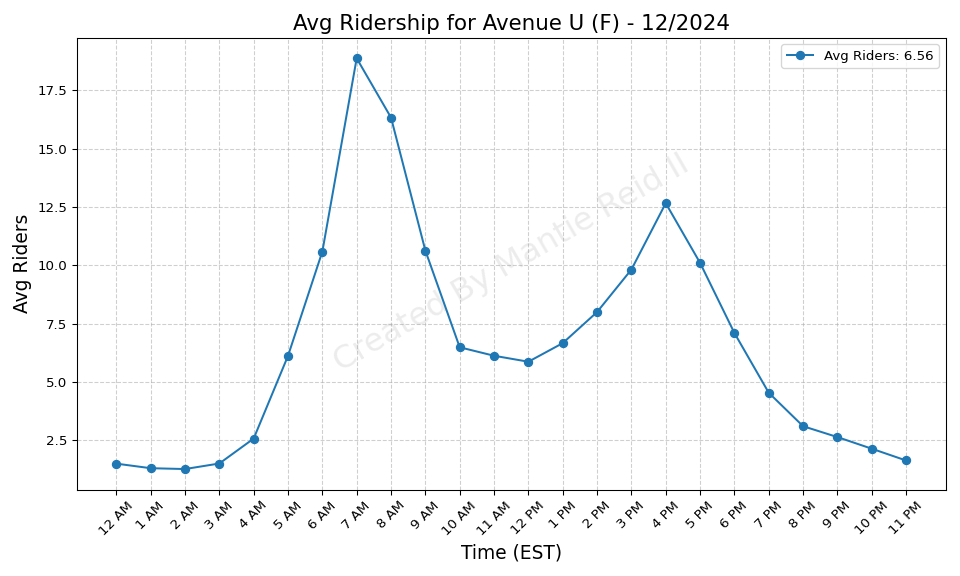 Avg Ridership for Avenue U (F) - 12/2024
Avg Riders: 6.56
Avg Riders
17.5
15.0
12.5
10.0
7.5
5.0
2.5
Created By Mantle Reid II
12 AM
1 AM
2 AM
3 AM
4 AM
5 AM
6 AM
7 AM
8 AM
9 AM
10 AM
11 AM
12 PM
1 PM
2 PM
3 PM
4 PM
5 PM
6 PM
7 PM
8 PM
9 PM
10 PM
11 PM
Time (EST)